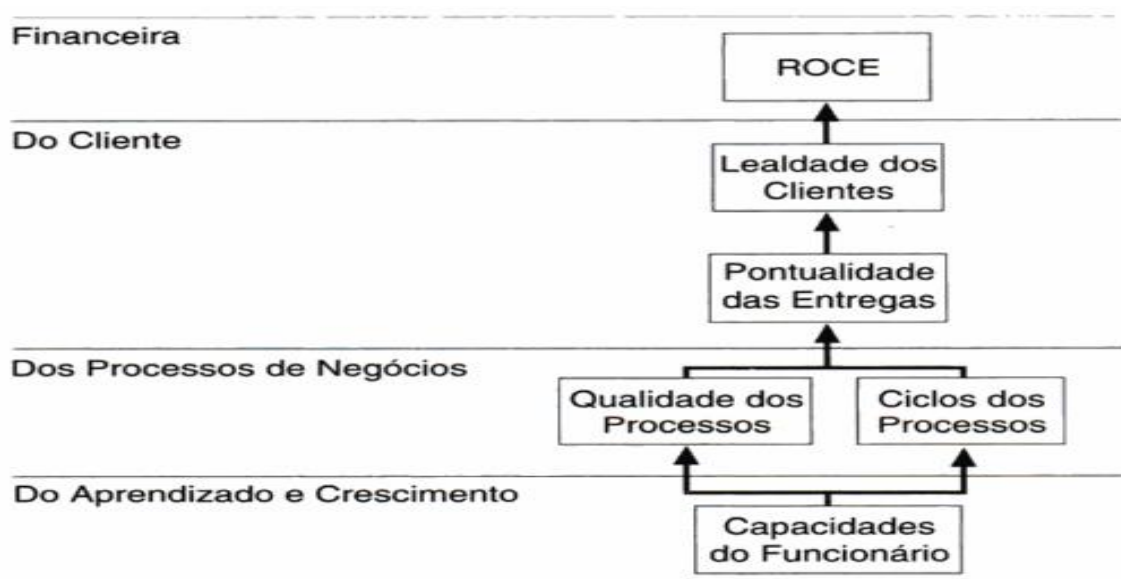 Financeira
ROCE
Do Cliente
Lealdade dos
Clientes
Pontualidade
das Entregas
Dos Processos de Negócios
Qualidade dos
Processos
Ciclos dos
Processos
Do Aprendizado e Crescimento
Capacidades
do Funcionário